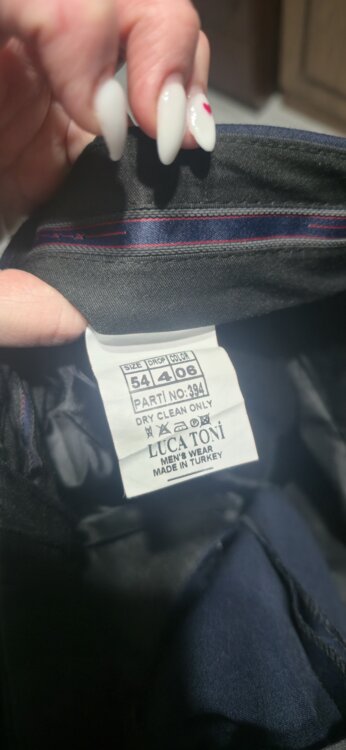 SIZE DROP COLOR
54 4 06
PARTİ NO: 394
DRY CLEAN ONLY
LUCA TONİ
MEN'S WEAR
MADE IN TURKEY